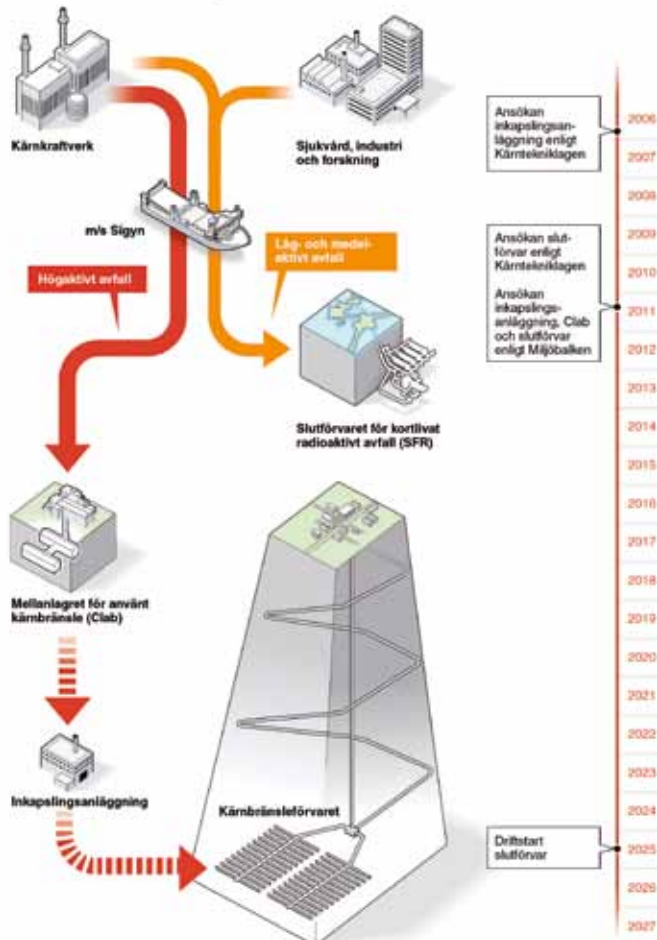 Kärnkraftverk
Sjukvård, industri
och forskning
m/s Sigyn
Låg- och medel-
aktivt avfall
Högaktivt avfall
Slutförvaret för kortlivat
radioaktivt avfall (SFR)
Mellanlagret för använt
kärnbränsle (Clab)
Inkapslingsanläggning
Kärnbränsleförvaret
Ansökan
inkapslingsan-
läggning enligt
Kärntekniklagen
Ansökan slut-
förvar enligt
Kärntekniklagen
Ansökan
inkapslings-
anläggning, Clab
och slutförvar
enligt Miljöbalken
Driftstart
slutförvar
2006
2007
2008
2009
2010
2011
2012
2013
2014
2015
2016
2017
2018
2019
2020
2021
2022
2023
2024
2025
2026
2027